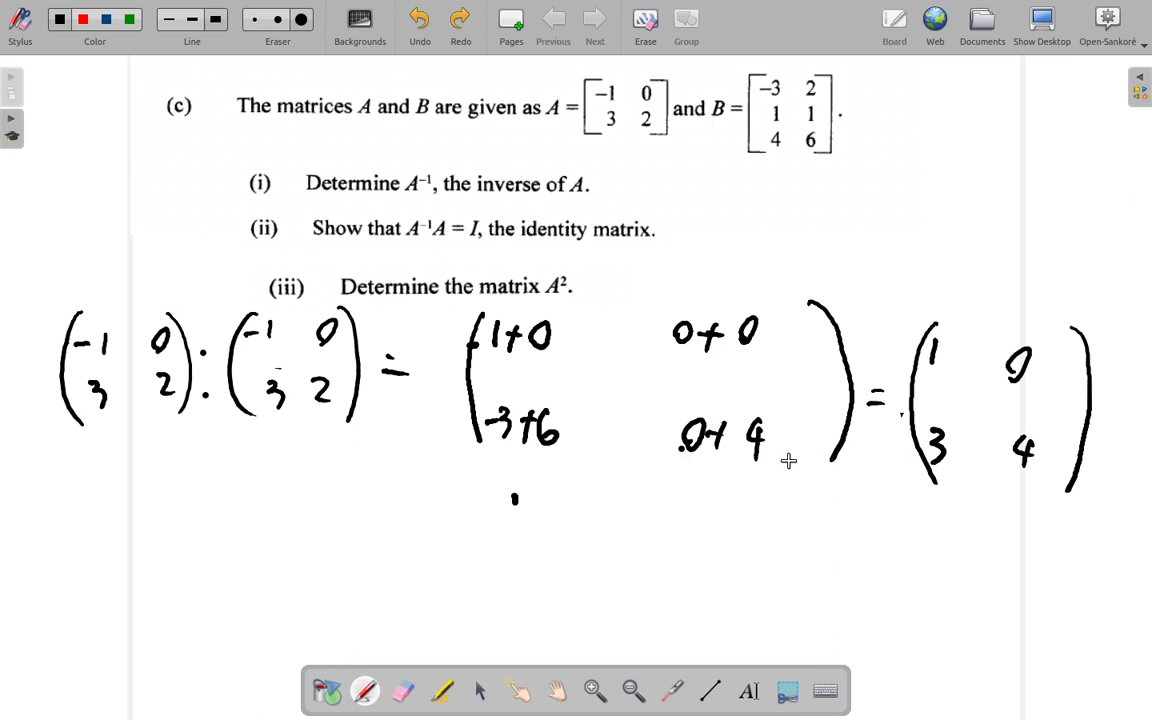 Stylus Color Line Eraser Backgrounds Undo Redo Pages Previous Next Erase Group Board Web Documents Show Desktop Open-Sankoré
(c) The matrices A and B are given as A = [−1 0; 3 2] and B = [−3 2; 1 1; 4 6].
(i) Determine A⁻¹, the inverse of A.
(ii) Show that A⁻¹A = I, the identity matrix.
(iii) Determine the matrix A².
(-1 0 : (-1 0 = (1+0 0+0) = (1 0)
3 2) 3 2) -3+6 0+4 3 4
AI